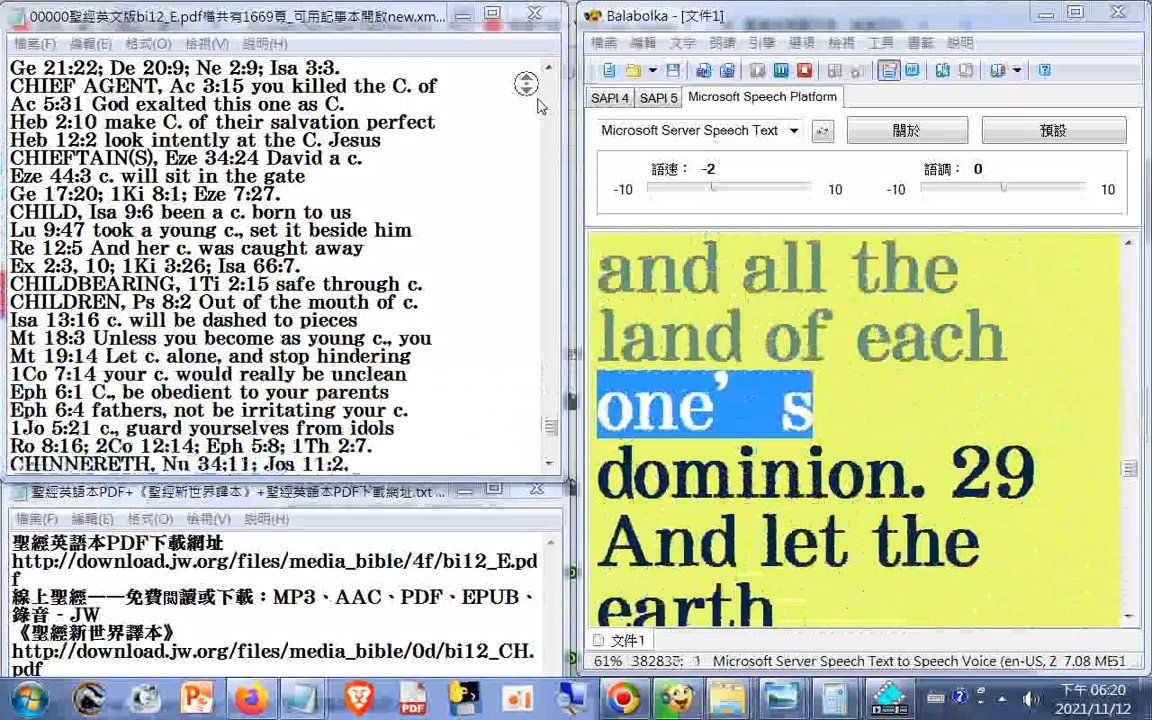 00000聖經英文版bi12_E.pdf檔共有1669頁_可用記事本開啟new.xm...
檔案(F) 編輯(E) 格式(O) 檢視(V) 說明(H)
Ge 21:22; De 20:9; Ne 2:9; Isa 3:3.
CHIEF AGENT, Ac 3:15 you killed the C. of
Ac 5:31 God exalted this one as C.
Heb 2:10 make C. of their salvation perfect
Heb 12:2 look intently at the C. Jesus
CHIEFTAIN(S), Eze 34:24 David a c.
Eze 44:3 c. will sit in the gate
Ge 17:20; 1Ki 8:1; Eze 7:27.
CHILD, Isa 9:6 been a c. born to us
Lu 9:47 took a young c., set it beside him
Re 12:5 And her c. was caught away
Ex 2:3, 10; 1Ki 3:26; Isa 66:7.
CHILDBEARING, 1Ti 2:15 safe through c.
CHILDREN, Ps 8:2 Out of the mouth of c.
Isa 13:16 c. will be dashed to pieces
Mt 18:3 Unless you become as young c., you
Mt 19:14 Let c. alone, and stop hindering
1Co 7:14 your c. would really be unclean
Eph 6:1 C., be obedient to your parents
Eph 6:4 fathers, not be irritating your c.
1Jo 5:21 c., guard yourselves from idols
Ro 8:16; 2Co 12:14; Eph 5:8; 1Th 2:7.
CHINNERETH, Nu 34:11; Jos 11:2,
聖經英語本PDF+《聖經新世界譯本》+聖經英語本PDF下載網址.txt ...
檔案(F) 編輯(E) 格式(O) 檢視(V) 說明(H)
聖經英語本PDF下載網址
http://download.jw.org/files/media_bible/4f/bi12_E.pd
f
線上聖經——免費閱讀或下載：MP3、AAC、PDF、EPUB、
錄音 - JW
《聖經新世界譯本》
http://download.jw.org/files/media_bible/0d/bi12_CH.
pdf
Balabolka - [文件1]
檔案 編輯 文字 朗讀 引擎 選項 檢視 工具 書籤 說明
SAPI 4 SAPI 5 Microsoft Speech Platform
Microsoft Server Speech Text 關於 預設
語速： -2 語調： 0
-10 10 -10 10
and all the
land of each
one’s
dominion. 29
And let the
earth
文件1
61% Microsoft Server Speech Text to Speech Voice (en-US, 7.08 MB
PDF
下午 06:20
2021/11/12